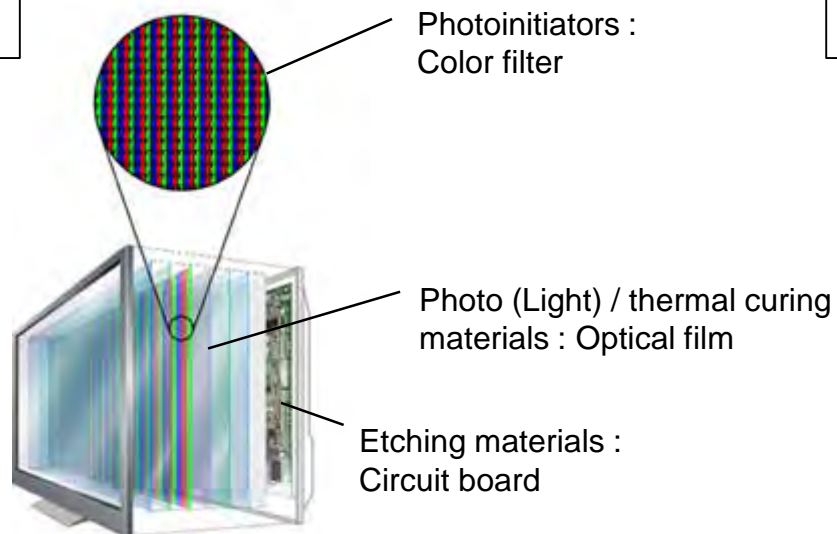 Photoinitiators :
Color filter
Photo (Light) / thermal curing
materials : Optical film
Etching materials :
Circuit board